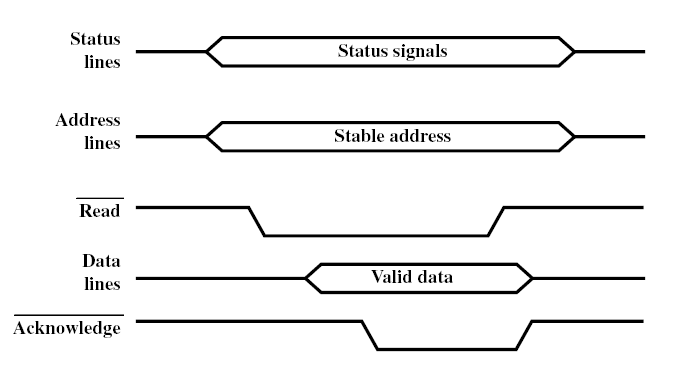 Status
lines
Status signals
Address
lines
Stable address
Read
Data
lines
Valid data
Acknowledge